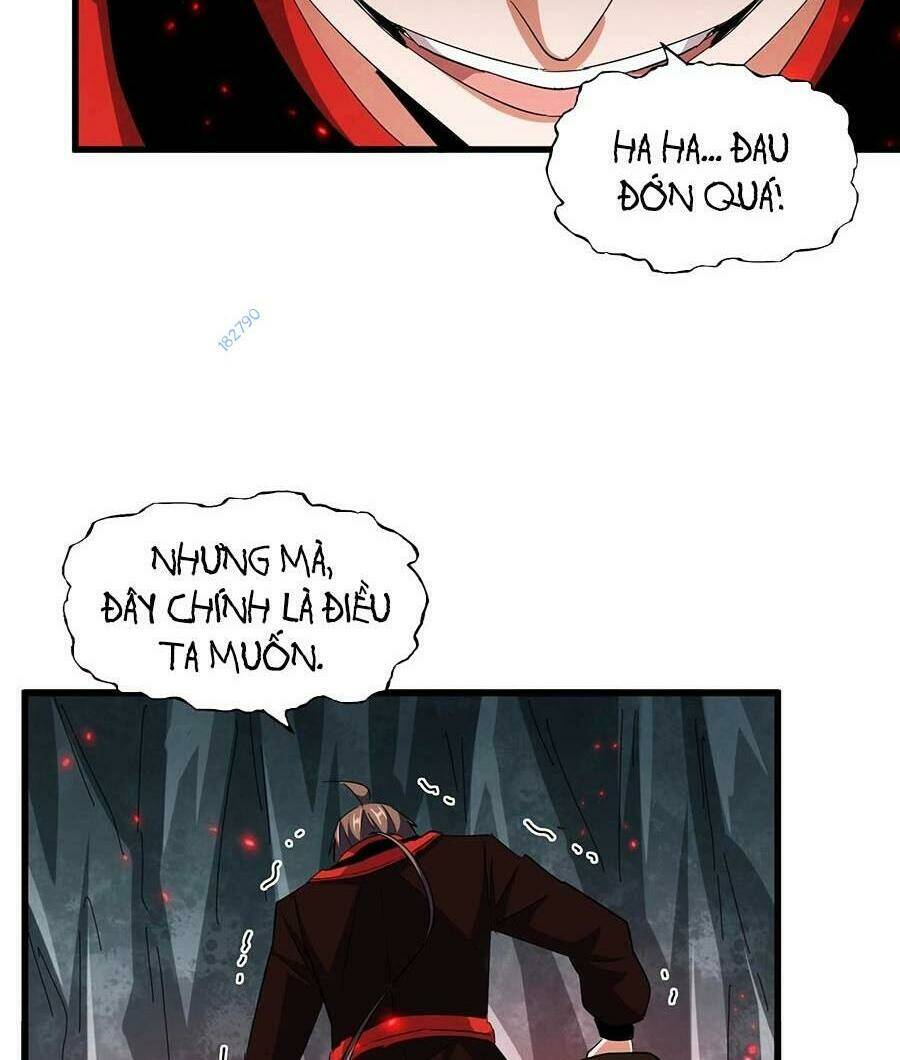 HA HA... ĐAU
ĐỚN QUÁ!
182790
NHƯNG MÀ,
ĐÂY CHÍNH LÀ ĐIỀU
TA MUỐN.